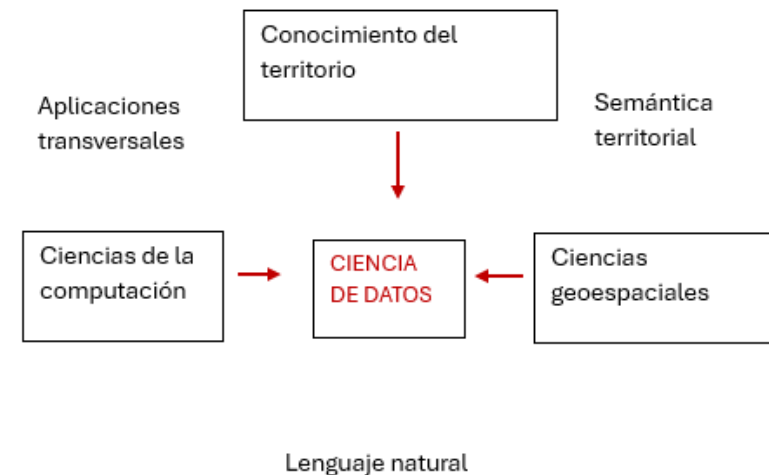 Conocimiento del
territorio
Aplicaciones
transversales
Semántica
territorial
Ciencias de la
computación
CIENCIA
DE DATOS
Ciencias
geoespaciales
Lenguaje natural